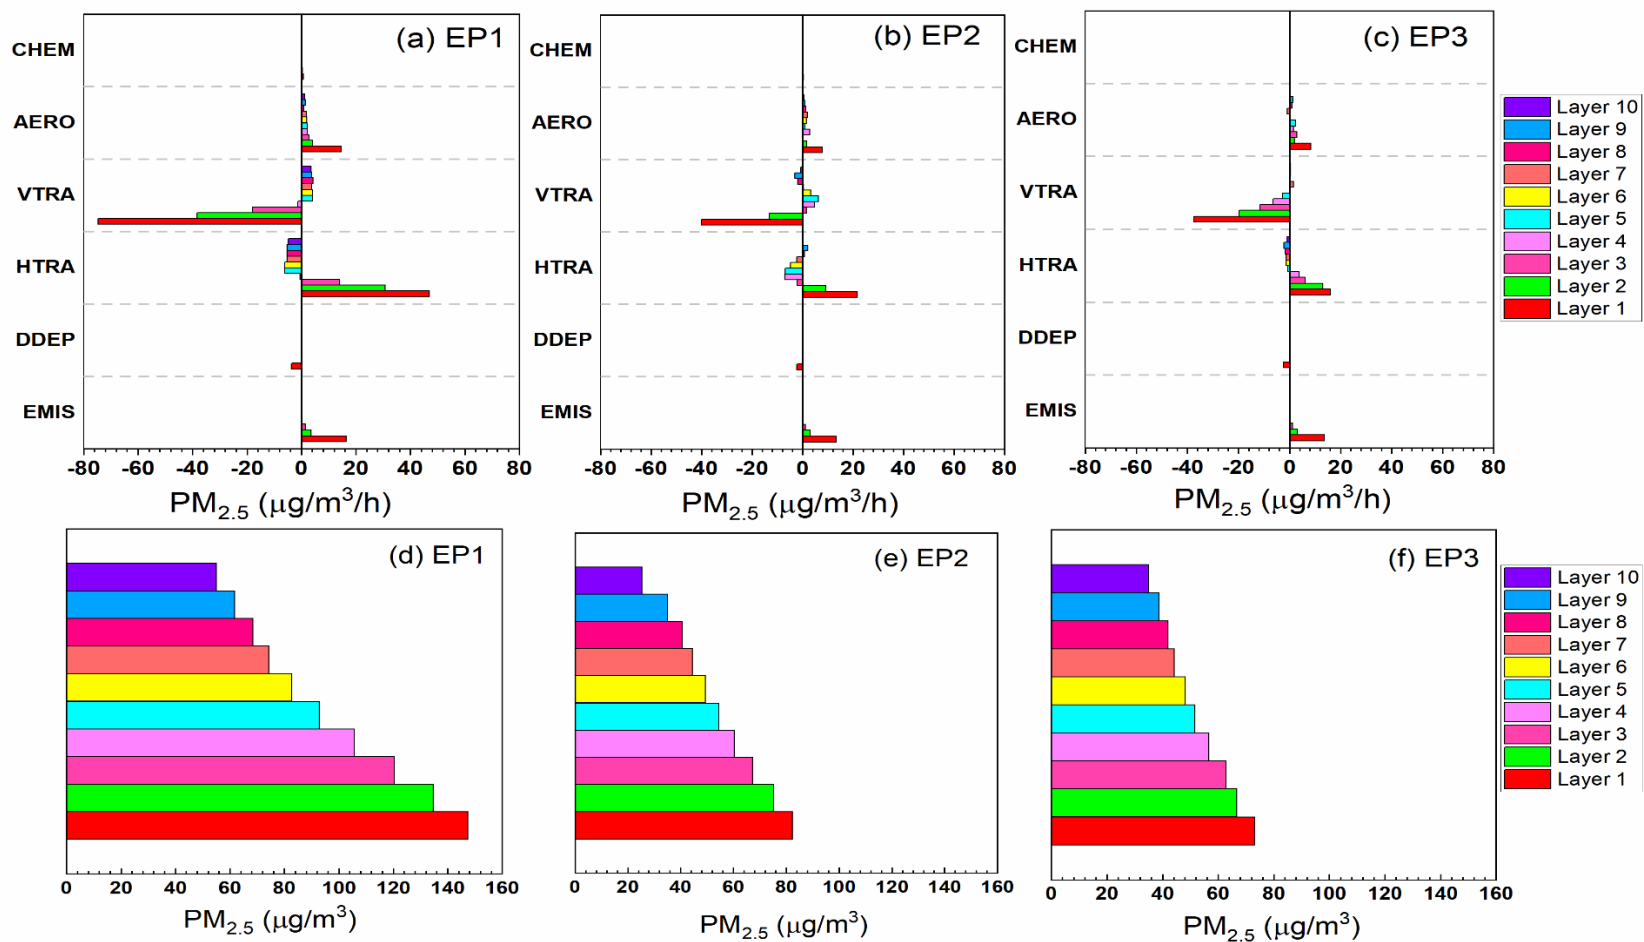 (a) EP1
CHEM
AERO
VTRA
HTRA
DDEP
EMIS
-80 -60 -40 -20 0 20 40 60 80
PM2.5 (μg/m³/h)
(b) EP2
CHEM
AERO
VTRA
HTRA
DDEP
EMIS
-80 -60 -40 -20 0 20 40 60 80
PM2.5 (μg/m³/h)
(c) EP3
CHEM
AERO
VTRA
HTRA
DDEP
EMIS
-80 -60 -40 -20 0 20 40 60 80
PM2.5 (μg/m³/h)
Layer 10
Layer 9
Layer 8
Layer 7
Layer 6
Layer 5
Layer 4
Layer 3
Layer 2
Layer 1
(d) EP1
0 20 40 60 80 100 120 140 160
PM2.5 (μg/m³)
(e) EP2
0 20 40 60 80 100 120 140 160
PM2.5 (μg/m³)
(f) EP3
0 20 40 60 80 100 120 140 160
PM2.5 (μg/m³)
Layer 10
Layer 9
Layer 8
Layer 7
Layer 6
Layer 5
Layer 4
Layer 3
Layer 2
Layer 1